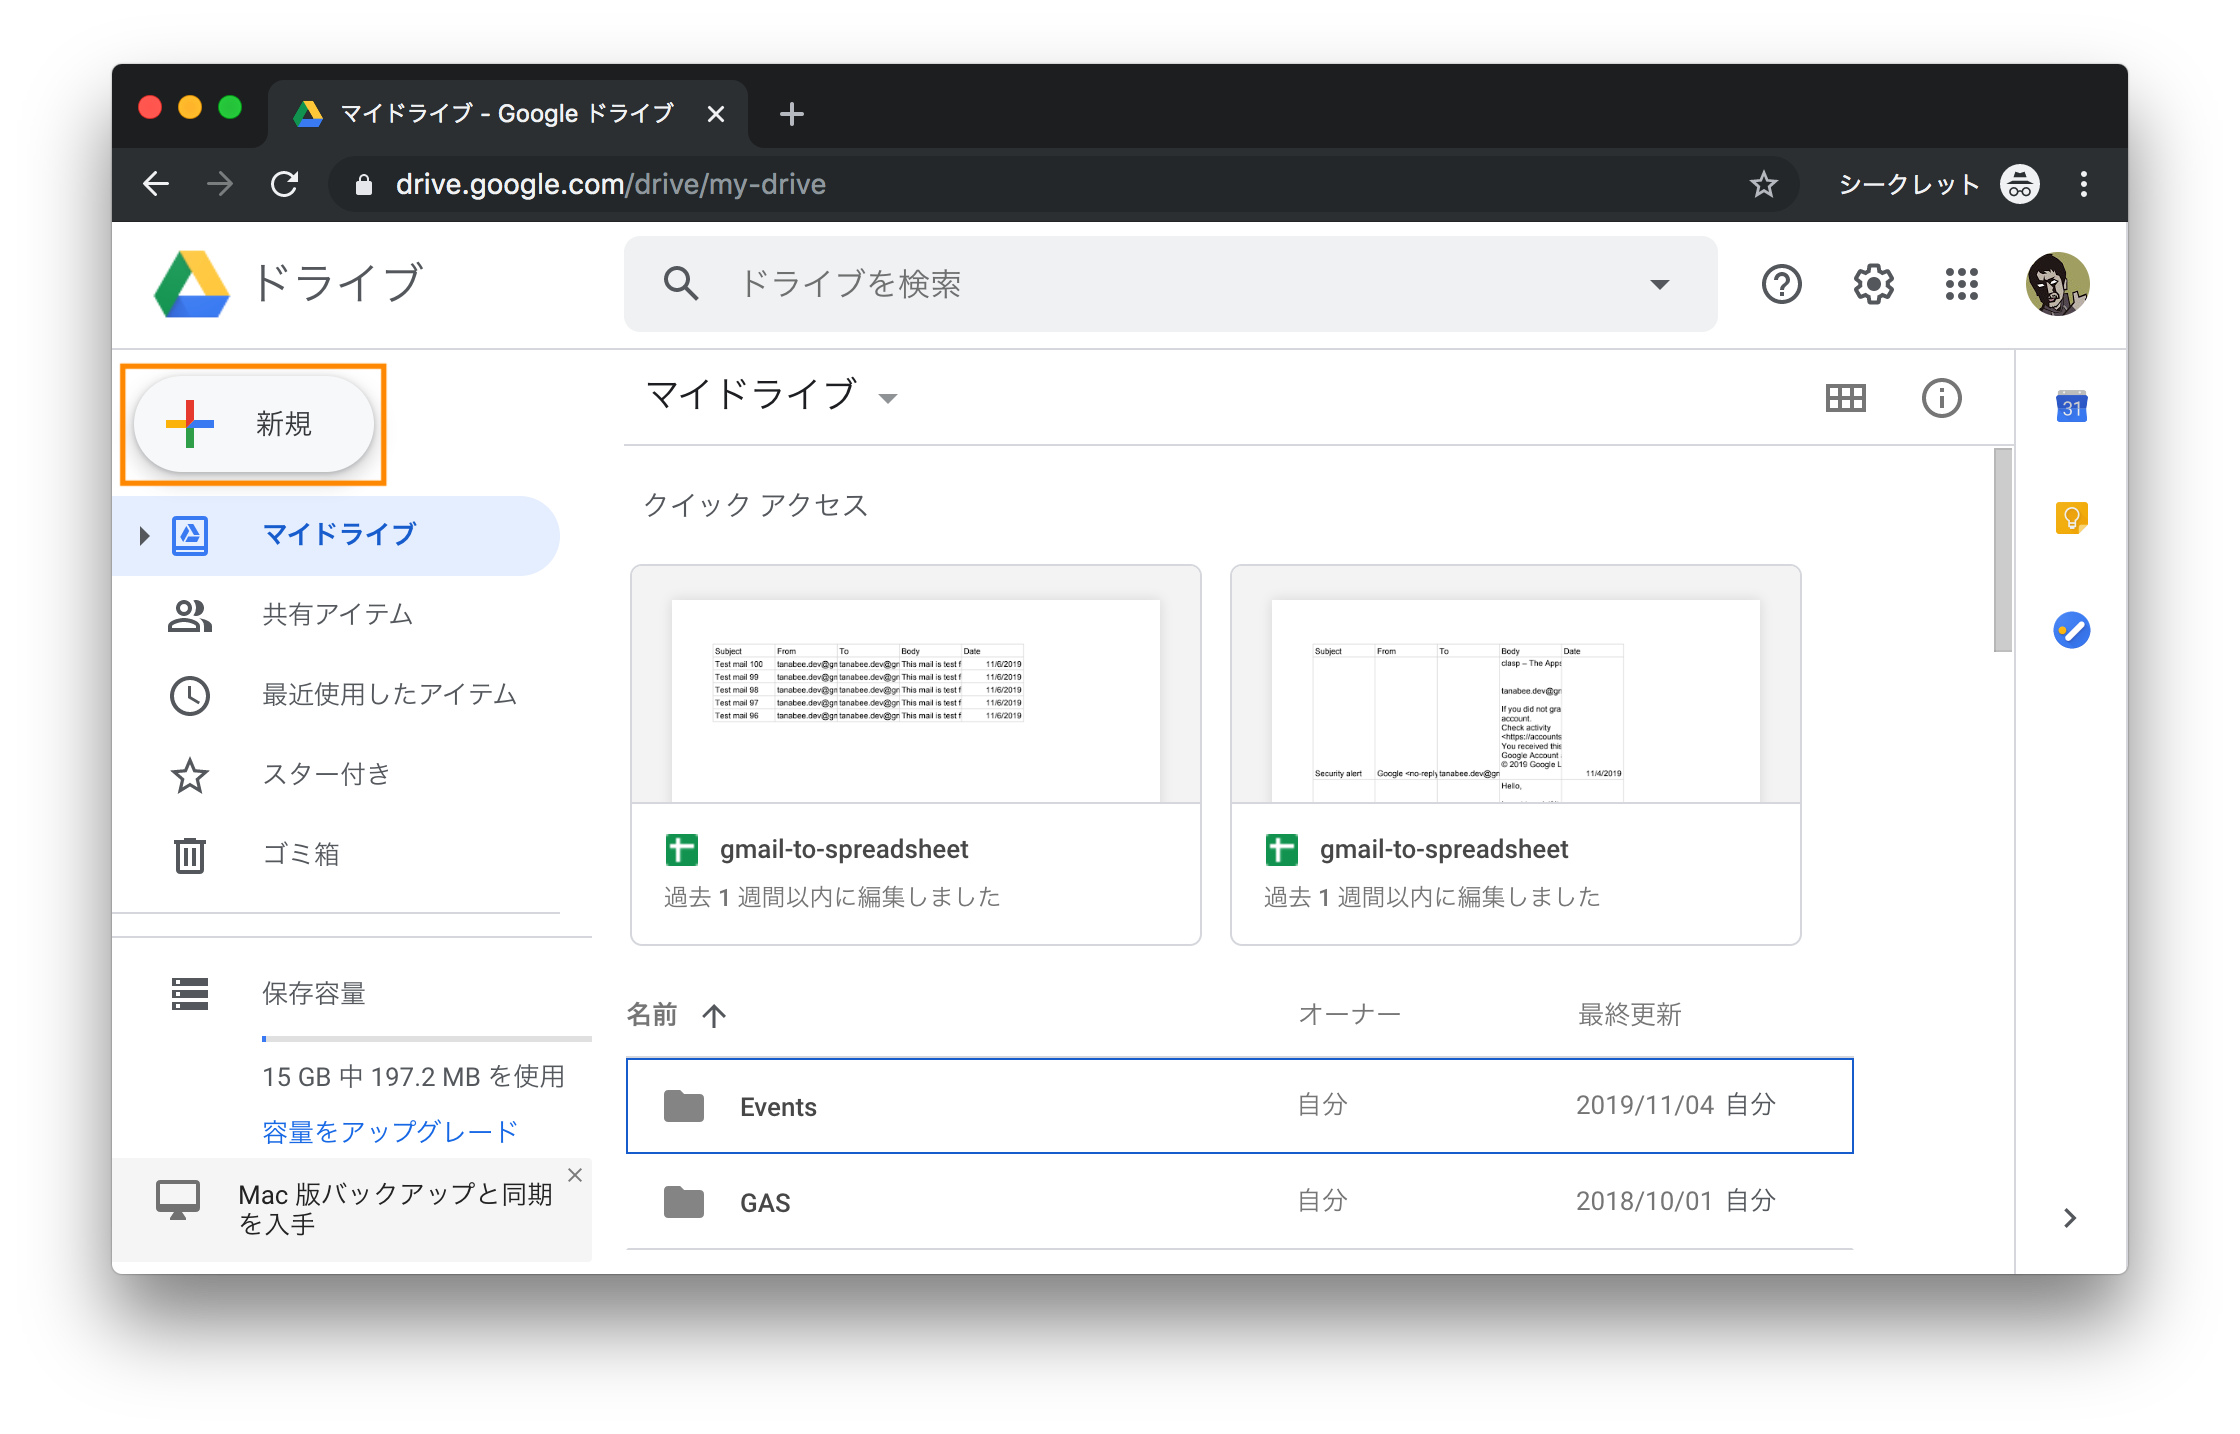 マイドライブ - Google ドライブ
drive.google.com/drive/my-drive
シークレット
ドライブ
ドライブを検索
新規
マイドライブ
共有アイテム
最近使用したアイテム
スター付き
ゴミ箱
保存容量
15 GB 中 197.2 MB を使用
容量をアップグレード
Mac 版バックアップと同期
を入手
マイドライブ
クイック アクセス
Subject From To Body Date
Test mail 100 tanabee.dev@gr tanabee.dev@gr This mail is test f 11/6/2019
Test mail 99 tanabee.dev@gr tanabee.dev@gr This mail is test f 11/6/2019
Test mail 98 tanabee.dev@gr tanabee.dev@gr This mail is test f 11/6/2019
Test mail 97 tanabee.dev@gr tanabee.dev@gr This mail is test f 11/6/2019
Test mail 96 tanabee.dev@gr tanabee.dev@gr This mail is test f 11/6/2019
gmail-to-spreadsheet
過去 1 週間以内に編集しました
Subject From To Body Date
clasp – The Apps
tanabee.dev@gr
If you did not gra
account.
Check activity
<https://accounts
You received this
Google Account
© 2019 Google L
Security alert Google <no-reply tanabee.dev@gr 11/4/2019
Hello,
gmail-to-spreadsheet
過去 1 週間以内に編集しました
名前 オーナー 最終更新
Events 自分 2019/11/04 自分
GAS 自分 2018/10/01 自分
31